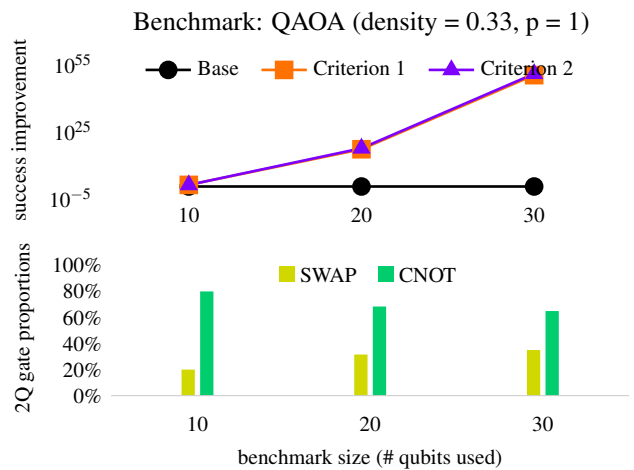 Benchmark: QAOA (density = 0.33, p = 1)
success improvement
10^55
10^25
10^−5
Base
Criterion 1
Criterion 2
10
20
30
2Q gate proportions
100%
80%
60%
40%
20%
0%
SWAP
CNOT
10
20
30
benchmark size (# qubits used)